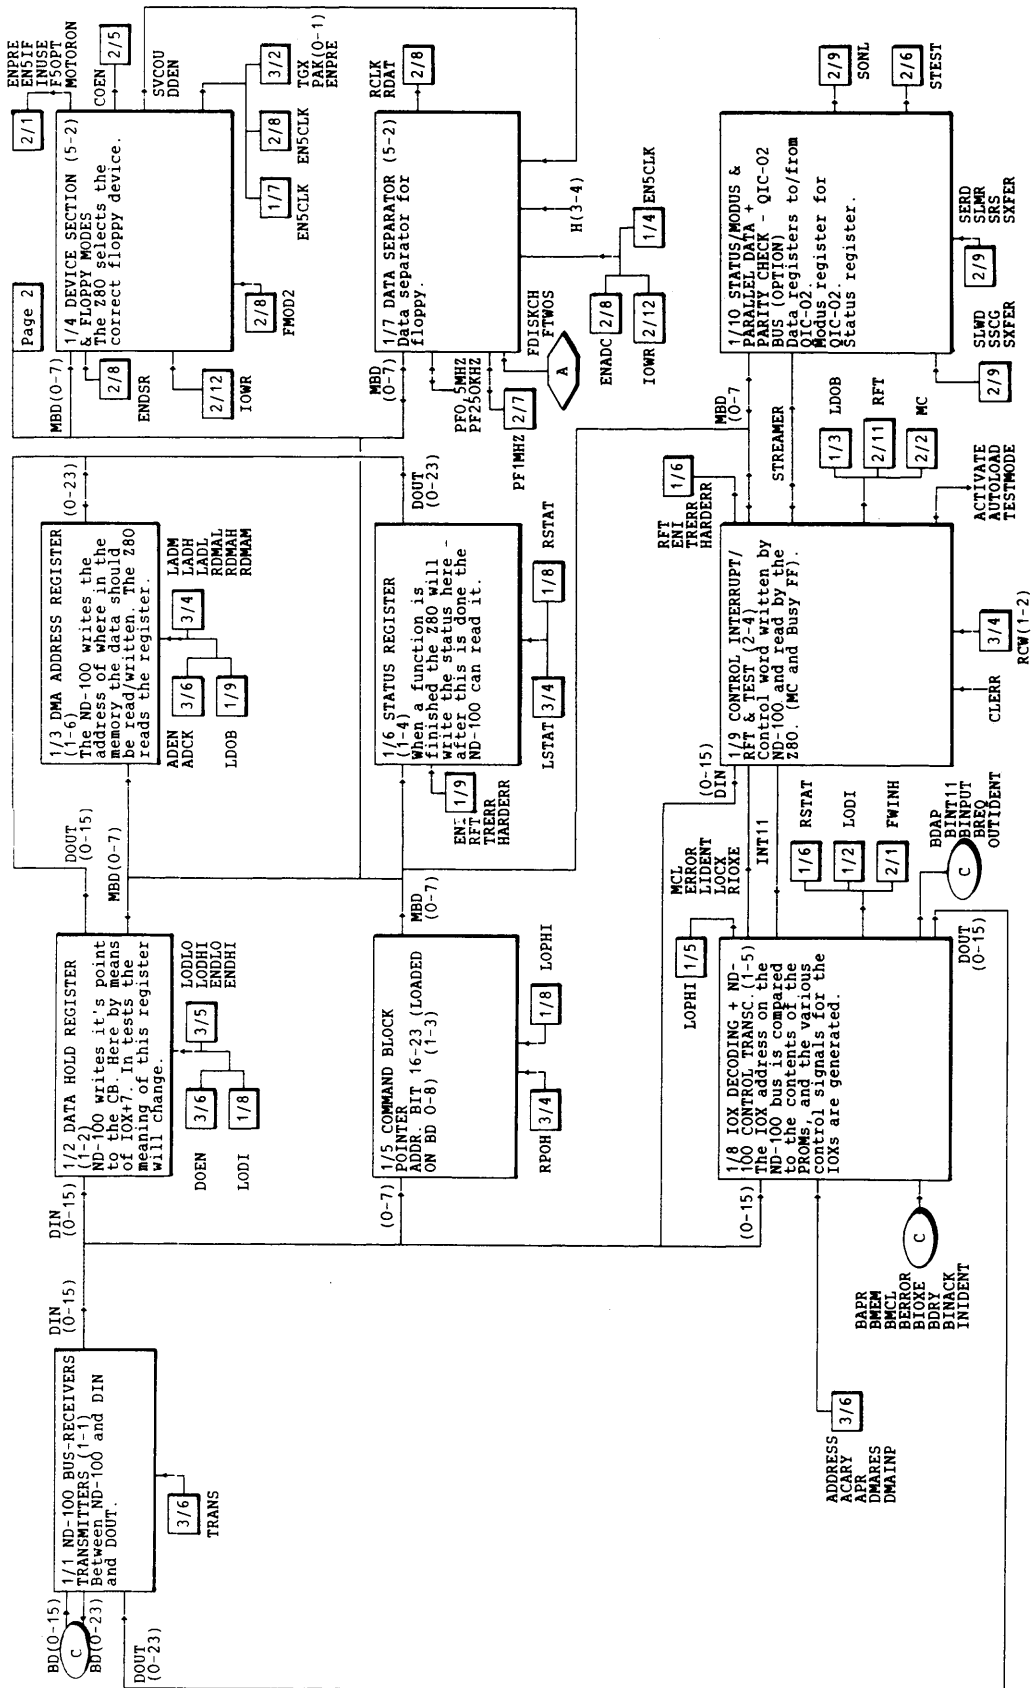 BD(0-15)
C
BD(0-23)
DOUT
(0-23)
1/1 ND-100 BUS-RECEIVERS
TRANSMITTERS (1-1)
Between ND-100 and DIN
and DOUT.
3/6
TRANS
DIN
(0-15)
DIN
(0-15)
1/2 DATA HOLD REGISTER
(1-2)
ND-100 writes it's point
to the CB. Here by means
of IOX+7. In tests the
meaning of this register
will change.
DOEN
3/6
LODI
1/8
3/5
LODLO
LODHI
ENDLO
ENDHI
DOUT
(0-15)
MBD(0-7)
1/3 DMA ADDRESS REGISTER
(1-6)
The ND-100 writes the
address of where in the
memory the data should
be read/written. The Z80
reads the register.
ADEN
ADCK
3/6
LDOB
1/9
3/4
LADM
LADH
LADL
RDMAL
RDMAH
RDMAM
(0-23)
Page 2
MBD(0-7)
1/4 DEVICE SECTION (5-2)
& FLOPPY MODES
The Z80 selects the
correct floppy device.
2/8
ENDSR
2/12
IOWR
2/8
FMOD2
2/1
ENPRE
EN5IF
INUSE
F5OPT
MOTORON
COEN
2/5
SVCOU
DDEN
1/7
EN5CLK
2/8
EN5CLK
3/2
TGX
PAK(0-1)
ENPRE
(0-7)
1/5 COMMAND BLOCK
POINTER
ADDR. BIT 16-23 (LOADED
ON BD 0-8) (1-3)
RPOH
3/4
1/8
LOPHI
MBD
(0-7)
1/6 STATUS REGISTER
(1-4)
When a function is
finished the Z80 will
write the status here -
after this is done the
ND-100 can read it.
1/9
ENI
RFT
TRERR
HARDERR
LSTAT
3/4
1/8
RSTAT
DOUT
(0-23)
MBD
(0-7)
1/7 DATA SEPARATOR (5-2)
Data separator for
floppy.
PF0,5MHZ
PF250KHZ
2/7
PF1MHZ
A
FDISKCH
FTWOS
ENADC
2/8
IOWR
2/12
1/4
EN5CLK
H(3-4)
RCLK
RDAT
2/8
(0-15)
1/8 IOX DECODING + ND-
100 CONTROL TRANSC.(1-5)
The IOX address on the
ND-100 bus is compared
to the contents of the
PROMs, and the various
control signals for the
IOXs are generated.
ADDRESS
ACARY
APR
DMARES
DMAINP
3/6
BAPR
BMEM
BMCL
BERROR
BIOXE
BDRY
BINACK
INIDENT
C
LOPHI
1/5
MCL
ERROR
LIDENT
LOCX
RIOXE
INT11
1/6
RSTAT
1/2
LODI
2/1
FWINH
C
BDAP
BINT11
BINPUT
BREQ
OUTIDENT
DOUT
(0-15)
(0-15)
DIN
1/9 CONTROL INTERRUPT/
RFT & TEST (2-4)
Control word written by
ND-100 and read by the
Z80. (MC and Busy FF).
CLERR
3/4
RCW(1-2)
RFT
ENI
TRERR
HARDERR
1/6
STREAMER
1/3
LDOB
2/11
RFT
2/2
MC
ACTIVATE
AUTOLOAD
TESTMODE
MBD
(0-7
1/10 STATUS/MODUS &
PARALLEL DATA +
PARITY CHECK - QIC-02
BUS (OPTION)
Data registers to/from
QIC-02.
Modus register for
QIC-02.
Status register.
2/9
SLWD
SSCG
SXFER
2/9
SERD
SLMR
SRS
SXFER
2/9
SONL
2/6
STEST